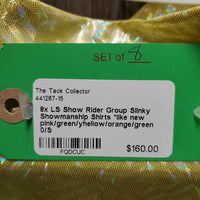 SET of 8
The Tack Collector
441287-15
8x LS Show Rider Group Slinky
Showmanship Shirts *like new
pink/green/yhellow/orange/green
0/S
FQDCUC
$160.00